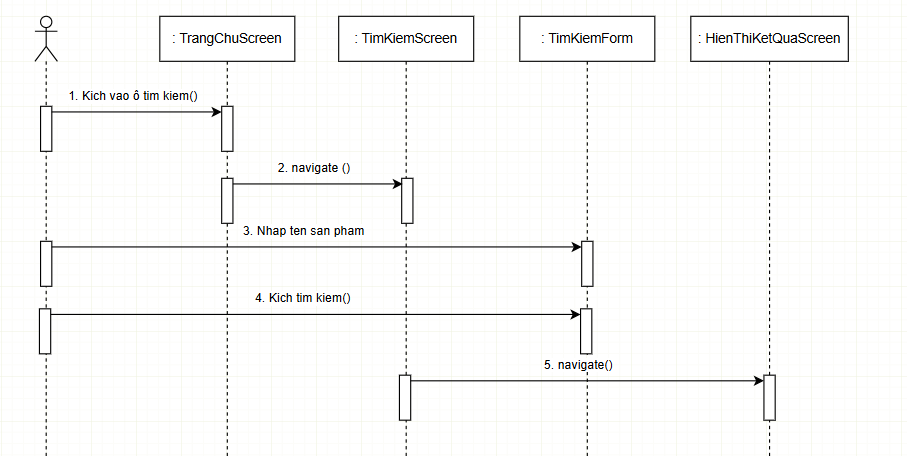 : TrangChuScreen
: TimKiemScreen
: TimKiemForm
: HienThiKetQuaScreen
1. Kich vao ô tim kiem()
2. navigate ()
3. Nhap ten san pham
4. Kich tim kiem()
5. navigate()